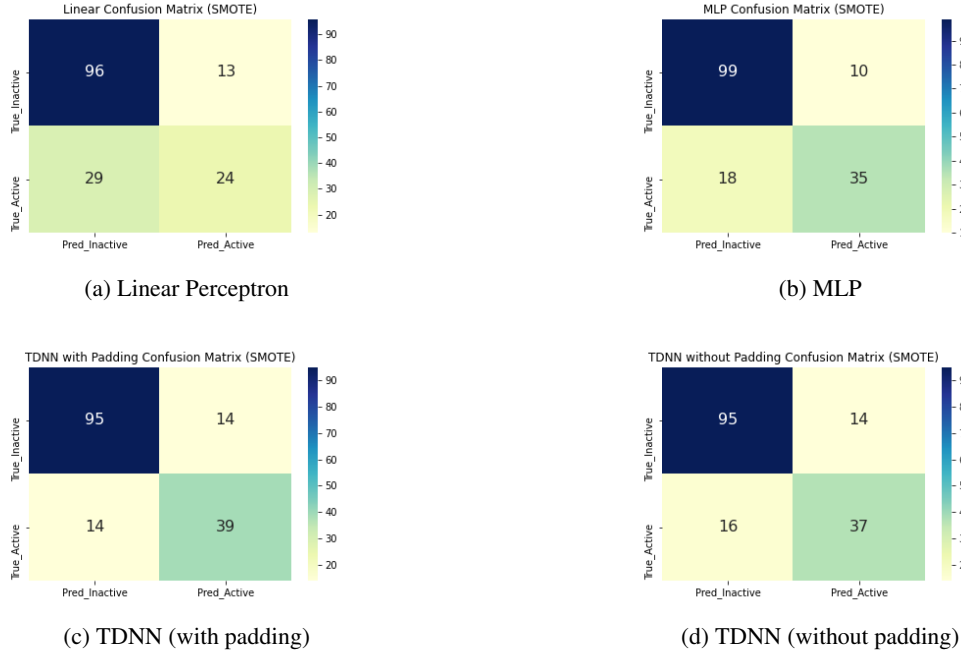 Linear Confusion Matrix (SMOTE)
True_Inactive
True_Active
96
13
29
24
Pred_Inactive
Pred_Active
90
80
70
60
50
40
30
20
(a) Linear Perceptron
MLP Confusion Matrix (SMOTE)
True_Inactive
True_Active
99
10
18
35
Pred_Inactive
Pred_Active
(b) MLP
TDNN with Padding Confusion Matrix (SMOTE)
True_Inactive
True_Active
95
14
14
39
Pred_Inactive
Pred_Active
90
80
70
60
50
40
30
20
(c) TDNN (with padding)
TDNN without Padding Confusion Matrix (SMOTE)
True_Inactive
True_Active
95
14
16
37
Pred_Inactive
Pred_Active
(d) TDNN (without padding)